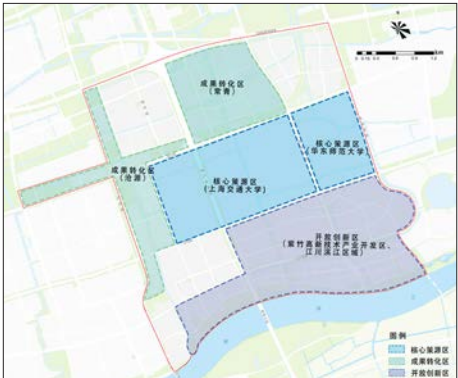 km
成果转化区
(紫青)
核心策源区
(华东师范大学)
成果转化区
(沧源)
核心策源区
(上海交通大学)
开放创新区
(紫竹高新技术产业开发区、
江川滨江区域)
图例
核心策源区
成果转化区
开放创新区